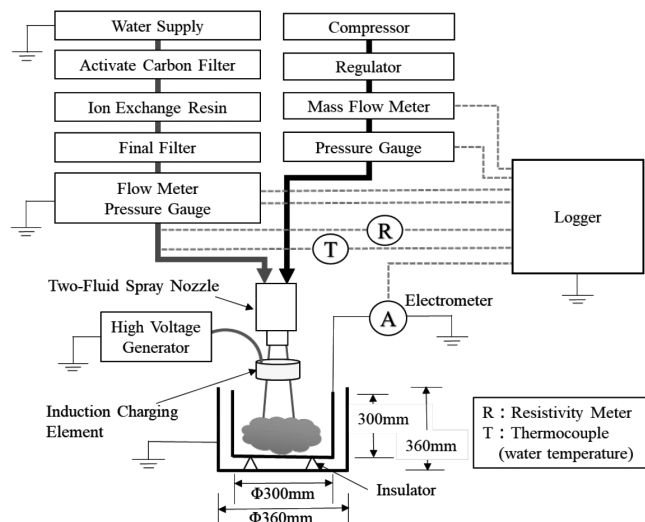 Water Supply
Activate Carbon Filter
Ion Exchange Resin
Final Filter
Flow Meter
Pressure Gauge
Compressor
Regulator
Mass Flow Meter
Pressure Gauge
Logger
R
T
Two-Fluid Spray Nozzle
High Voltage
Generator
A
Electrometer
Induction Charging
Element
300mm
360mm
Insulator
Φ300mm
Φ360mm
R : Resistivity Meter
T : Thermocouple
(water temperature)